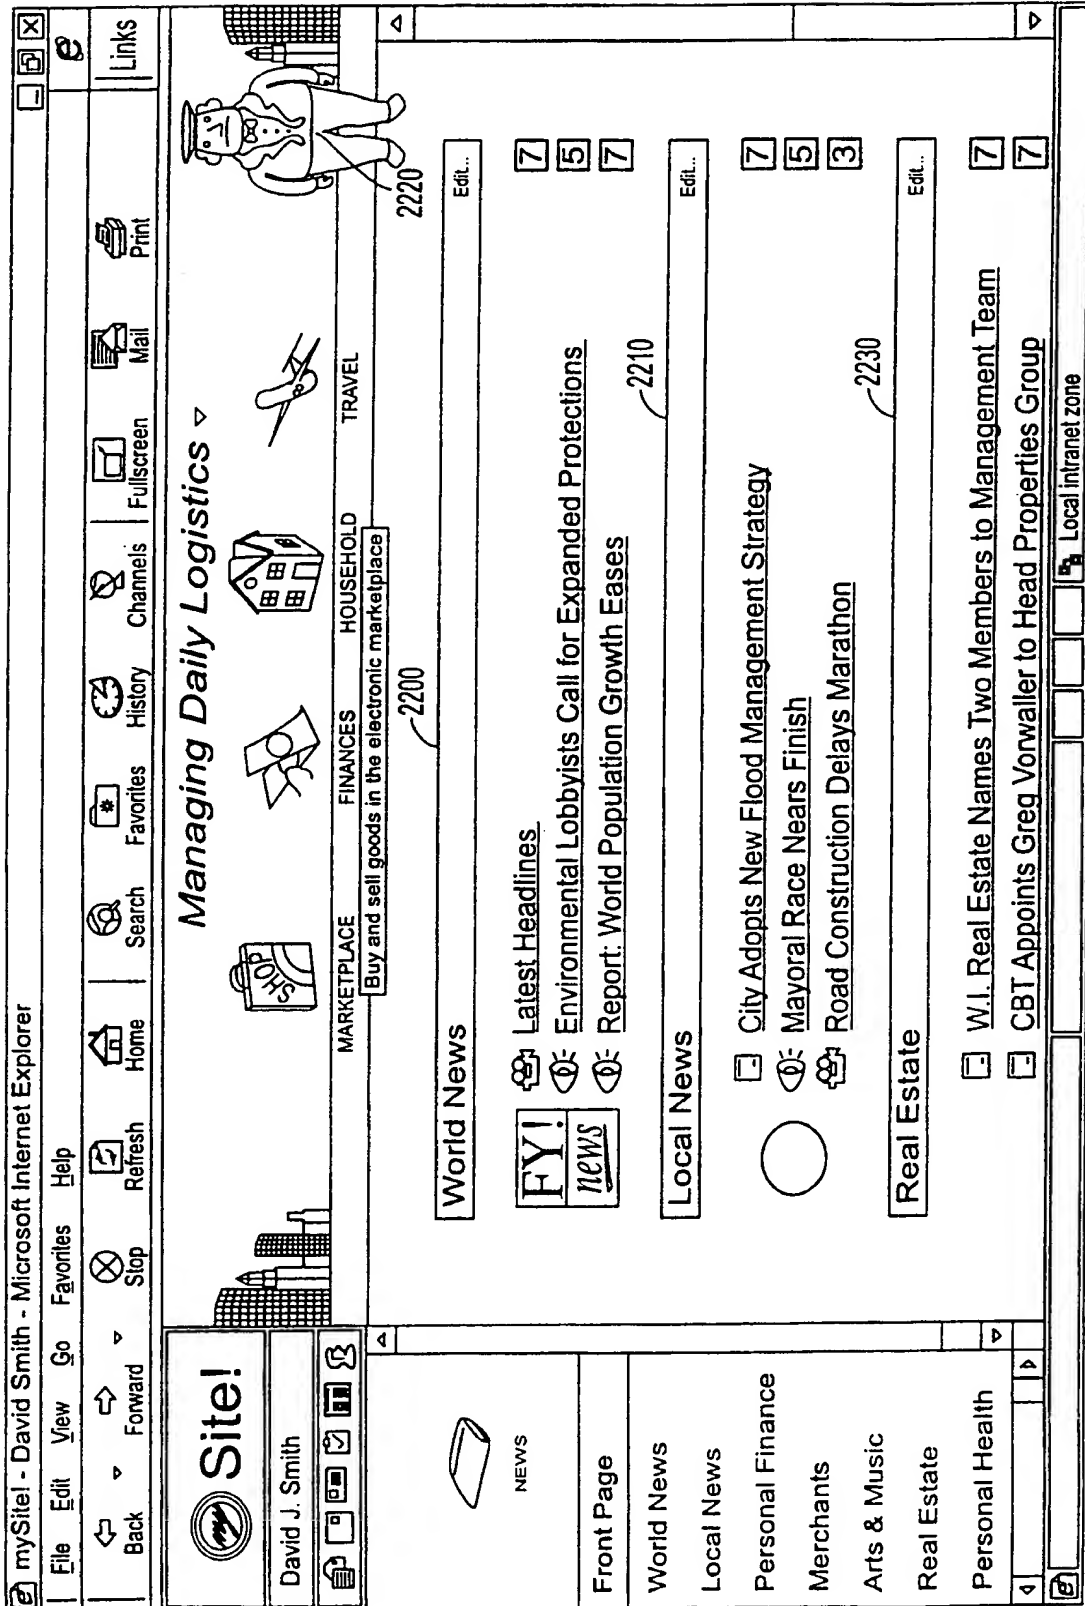 mySite! - David Smith - Microsoft Internet Explorer
File Edit View Go Favorites Help
Back Forward Stop Refresh Home Search Favorites History Channels Fullscreen Mail Print
Links
my Site!
David J. Smith
Managing Daily Logistics
SHOP
MARKETPLACE FINANCES HOUSEHOLD TRAVEL
Buy and sell goods in the electronic marketplace
2220
NEWS
Front Page
World News
Local News
Personal Finance
Merchants
Arts & Music
Real Estate
Personal Health
2200
World News Edit...
FY!
news
Latest Headlines 7
Environmental Lobbyists Call for Expanded Protections 5
Report: World Population Growth Eases 7
2210
Local News Edit...
City Adopts New Flood Management Strategy 7
Mayoral Race Nears Finish 5
Road Construction Delays Marathon 3
2230
Real Estate Edit...
W.I. Real Estate Names Two Members to Management Team 7
CBT Appoints Greg Vorwaller to Head Properties Group 7
Local intranet zone